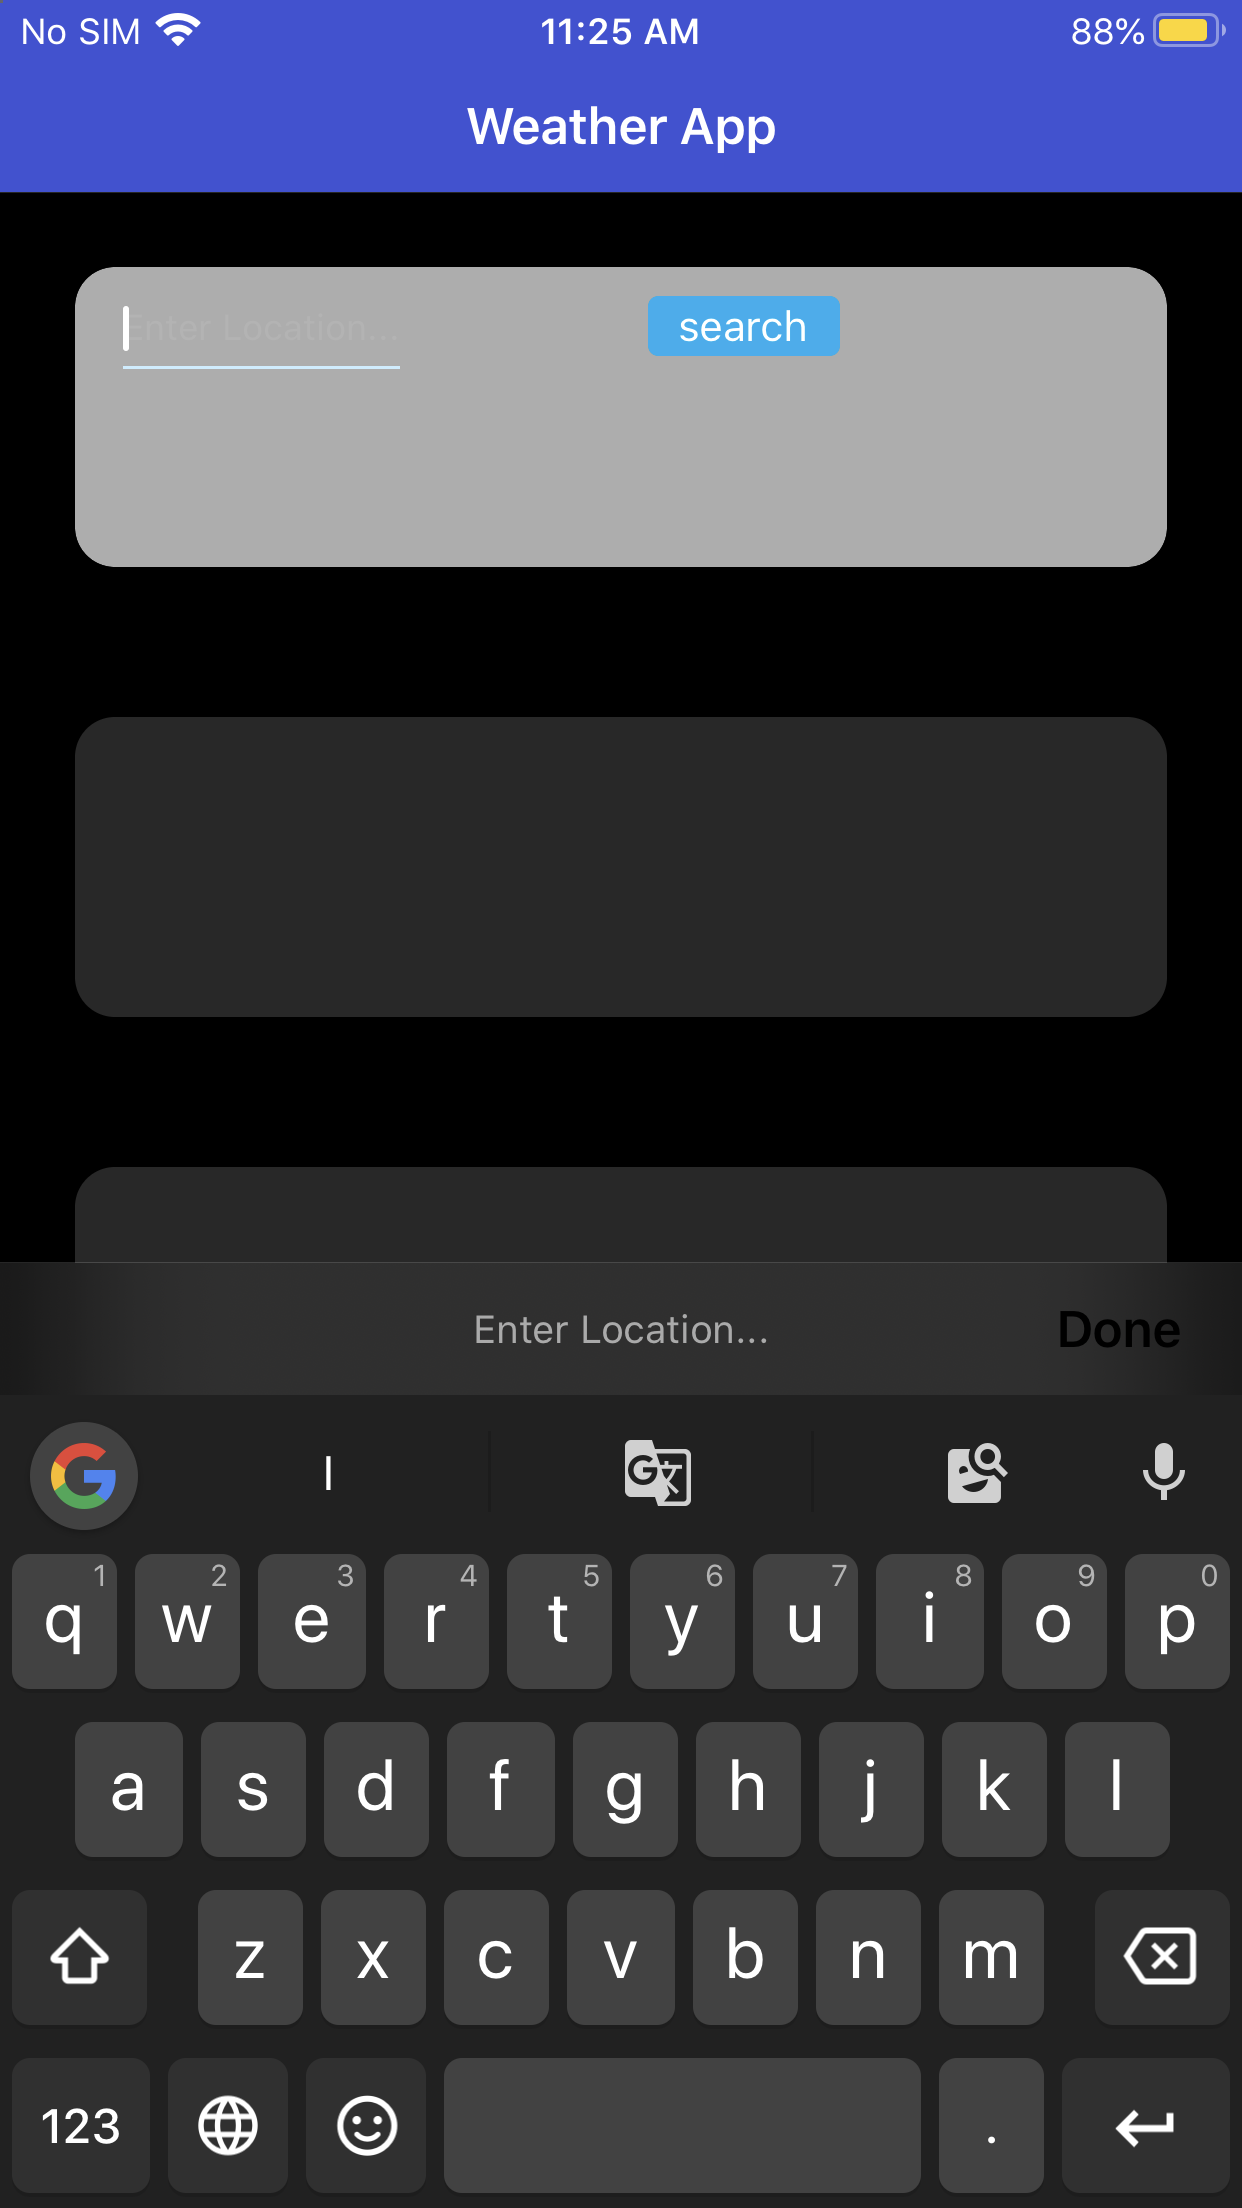 No SIM 11:25 AM 88%
Weather App
Enter Location... search
Enter Location... Done
I
1 2 3 4 5 6 7 8 9 0
q w e r t y u i o p
a s d f g h j k l
z x c v b n m
123 .